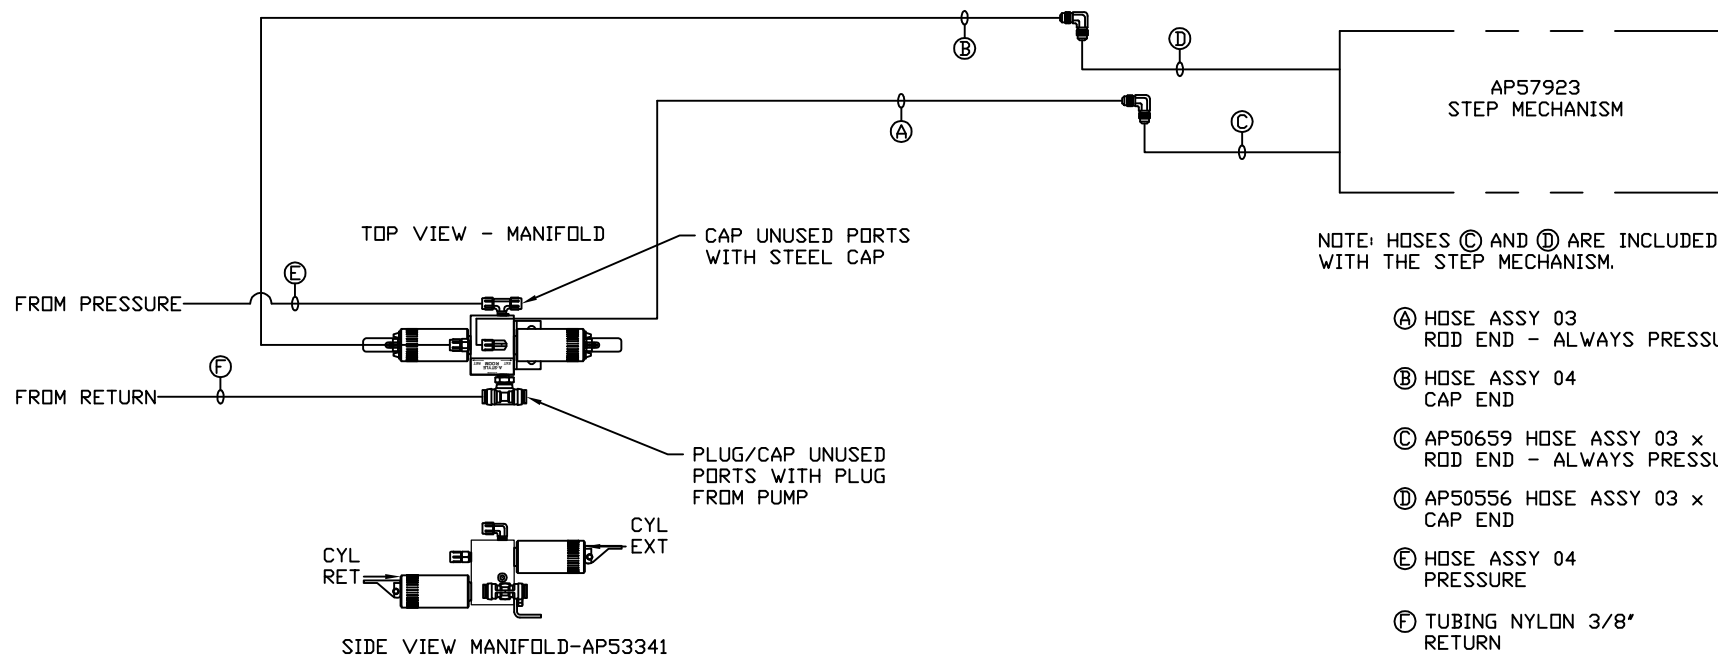 B
D
AP57923
STEP MECHANISM
A
C
TOP VIEW - MANIFOLD
CAP UNUSED PORTS
WITH STEEL CAP
NOTE: HOSES C AND D ARE INCLUDED
WITH THE STEP MECHANISM.
E
FROM PRESSURE
F
FROM RETURN
PLUG/CAP UNUSED
PORTS WITH PLUG
FROM PUMP
CYL
EXT
CYL
RET
SIDE VIEW MANIFOLD-AP53341
A HOSE ASSY 03
ROD END - ALWAYS PRESSU
B HOSE ASSY 04
CAP END
C AP50659 HOSE ASSY 03 x
ROD END - ALWAYS PRESSU
D AP50556 HOSE ASSY 03 x
CAP END
E HOSE ASSY 04
PRESSURE
F TUBING NYLON 3/8"
RETURN